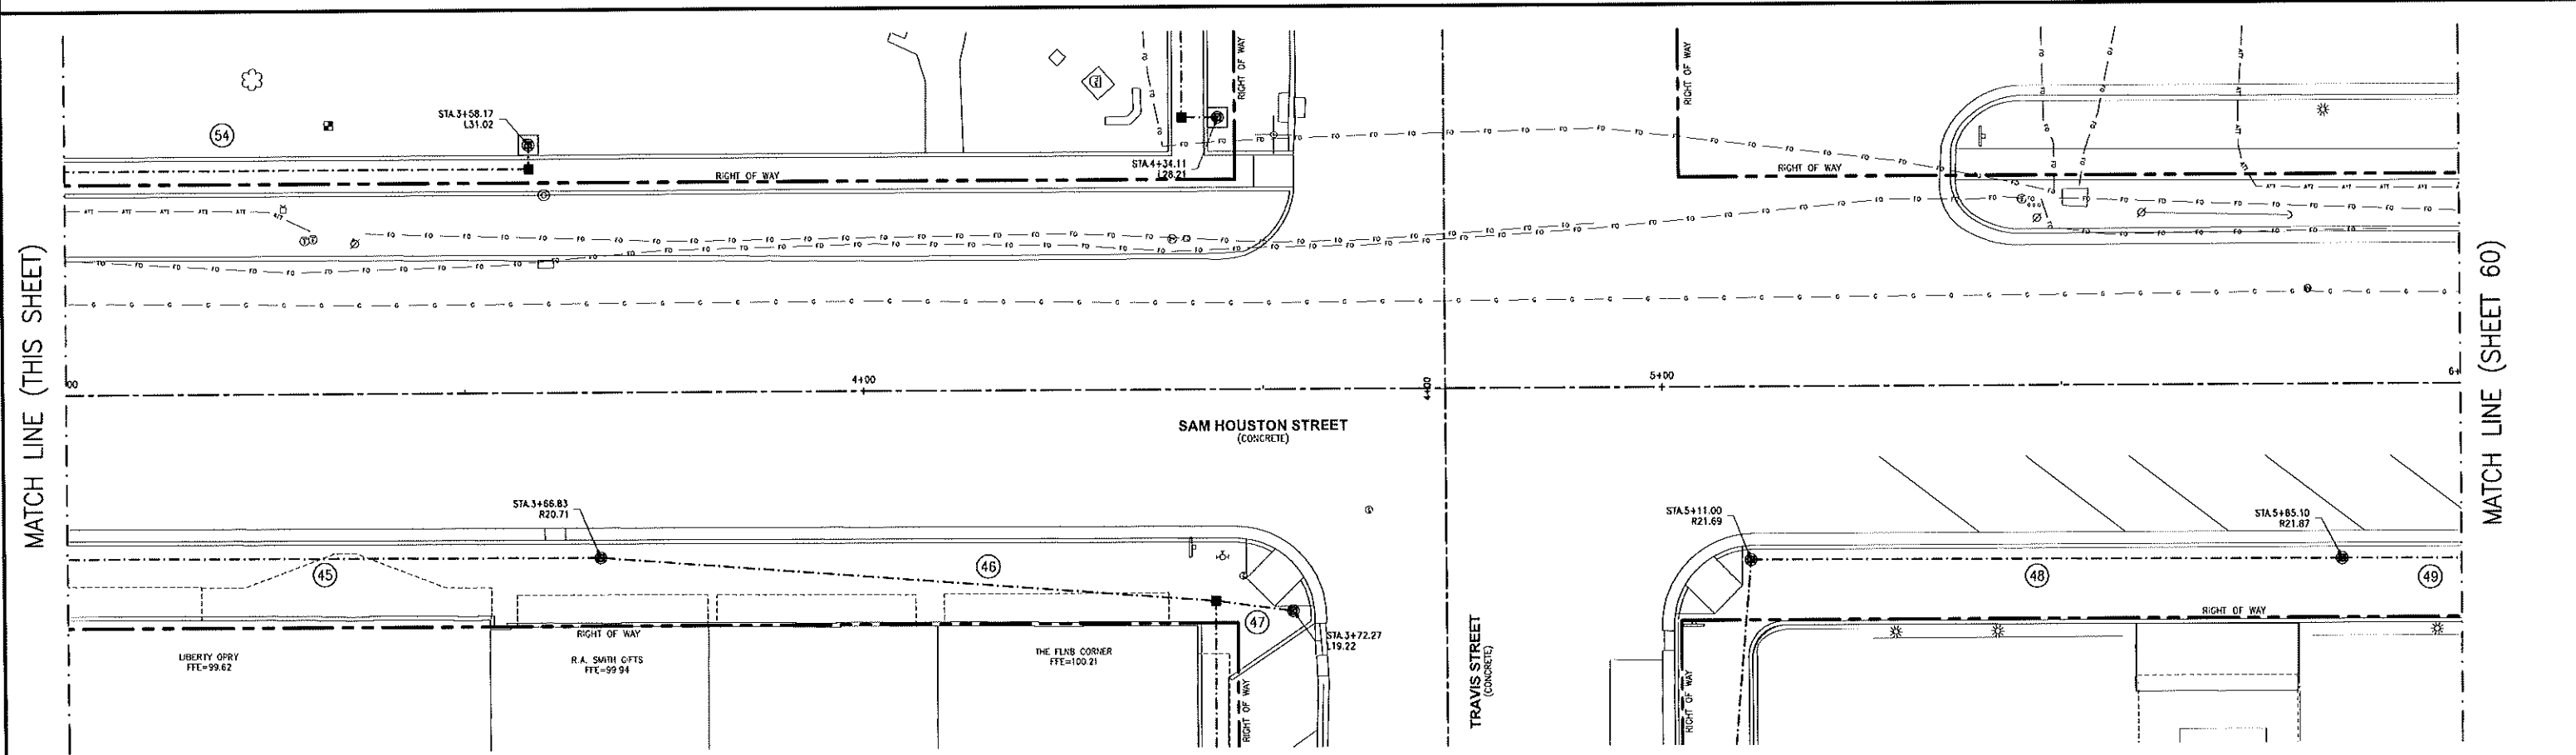 MATCH LINE (THIS SHEET)
54
STA.3+58.17
L31.02
RIGHT OF WAY
STA.4+34.11
L28.21
RIGHT OF WAY
RIGHT OF WAY
RIGHT OF WAY
MATCH LINE (SHEET 60)
00
4+00
4+00
5+00
6+
SAM HOUSTON STREET
(CONCRETE)
STA.3+66.83
R20.71
STA.5+11.00
R21.69
STA.5+85.10
R21.87
45
46
47
48
49
RIGHT OF WAY
RIGHT OF WAY
STA.3+72.27
L19.22
LIBERTY OPRY
FFE=99.62
R.A. SMITH GIFTS
FFE=99.94
THE FLNB CORNER
FFE=100.21
RIGHT OF WAY
TRAVIS STREET
(CONCRETE)
RIGHT OF WAY